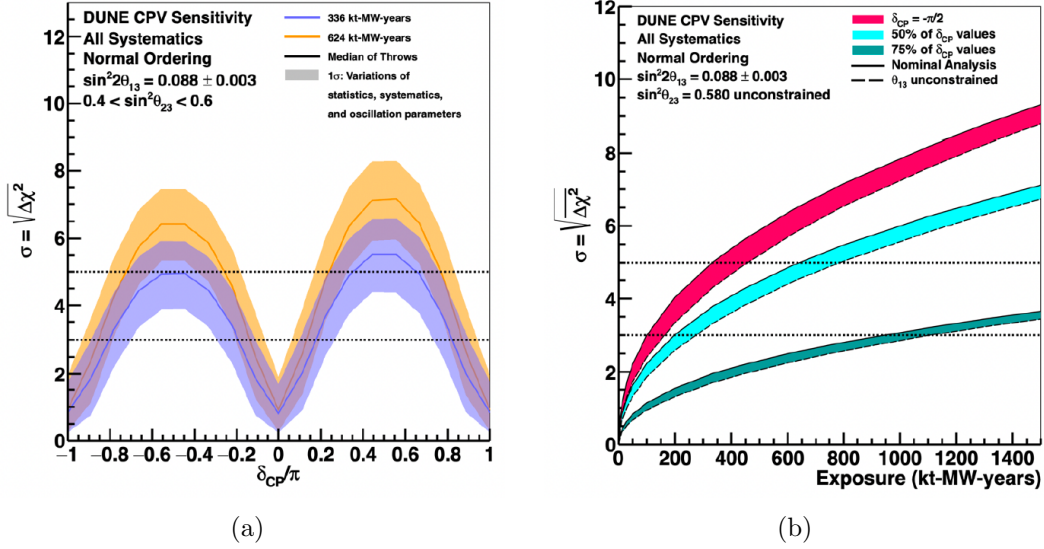 DUNE CPV Sensitivity
All Systematics
Normal Ordering
sin²2θ₁₃ = 0.088 ± 0.003
0.4 < sin²θ₂₃ < 0.6
336 kt-MW-years
624 kt-MW-years
Median of Throws
1σ: Variations of
statistics, systematics,
and oscillation parameters
σ = √Δχ²
12
10
8
6
4
2
0
−1 −0.8 −0.6 −0.4 −0.2 0 0.2 0.4 0.6 0.8 1
δCP/π
(a)
DUNE CPV Sensitivity
All Systematics
Normal Ordering
sin²2θ₁₃ = 0.088 ± 0.003
sin²θ₂₃ = 0.580 unconstrained
δCP = -π/2
50% of δCP values
75% of δCP values
Nominal Analysis
θ₁₃ unconstrained
σ = √Δχ²
12
10
8
6
4
2
0
0 200 400 600 800 1000 1200 1400
Exposure (kt-MW-years)
(b)